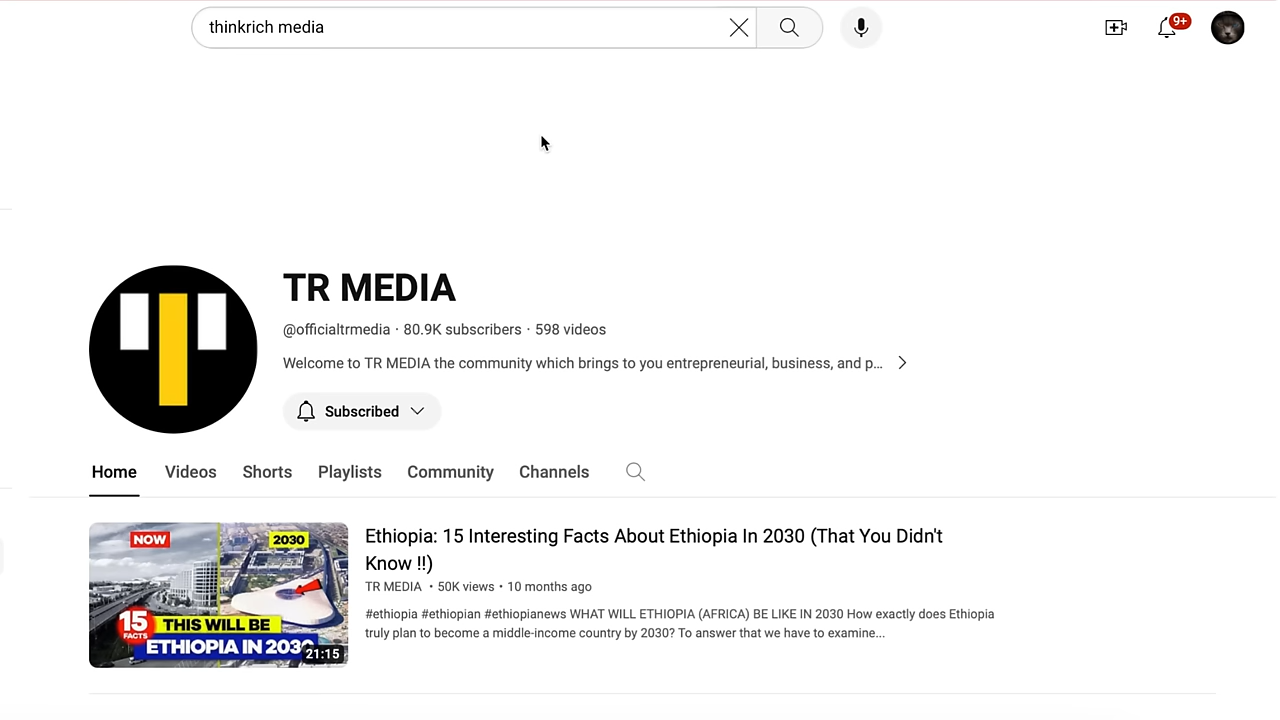 thinkrich media
9+
TR MEDIA
@officialtrmedia · 80.9K subscribers · 598 videos
Welcome to TR MEDIA the community which brings to you entrepreneurial, business, and p...
Subscribed
Home Videos Shorts Playlists Community Channels
NOW
2030
15
FACTS
THIS WILL BE
ETHIOPIA IN 2030
21:15
Ethiopia: 15 Interesting Facts About Ethiopia In 2030 (That You Didn't
Know !!)
TR MEDIA • 50K views • 10 months ago
#ethiopia #ethiopian #ethiopianews WHAT WILL ETHIOPIA (AFRICA) BE LIKE IN 2030 How exactly does Ethiopia
truly plan to become a middle-income country by 2030? To answer that we have to examine...